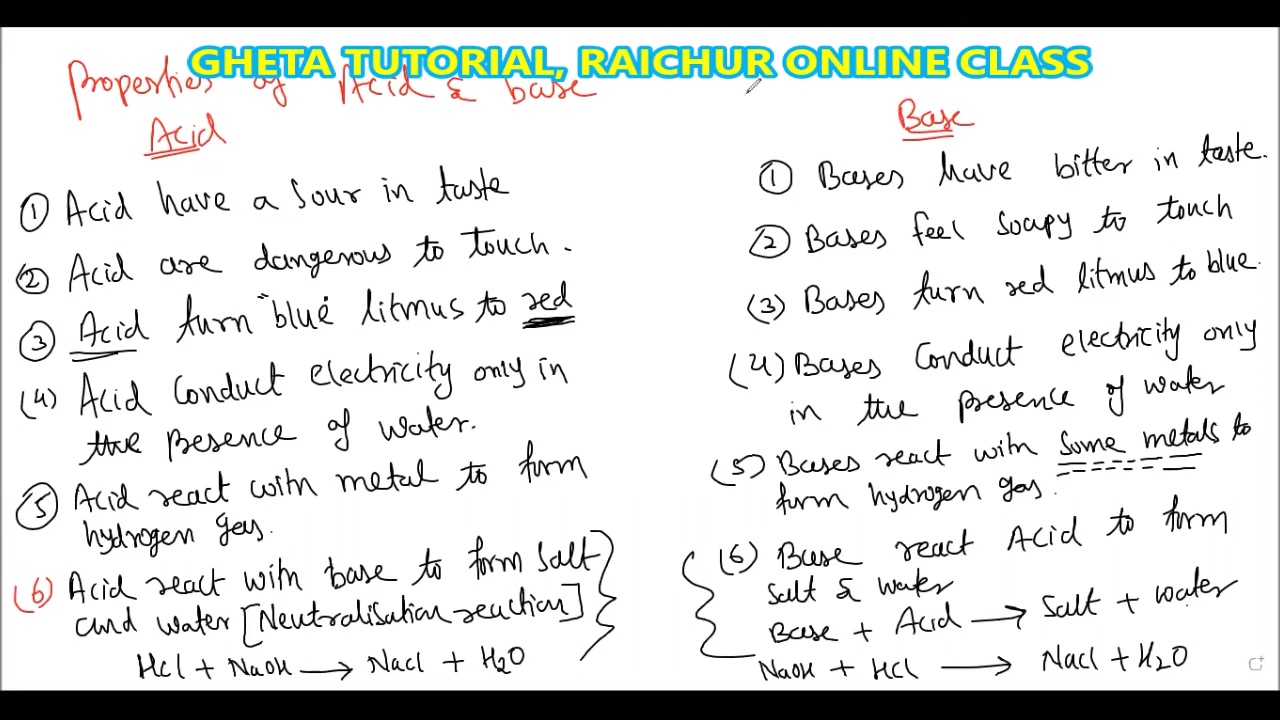 GHETA TUTORIAL, RAICHUR ONLINE CLASS
Properties of Acid & base
Acid
① Acid have a Sour in taste
② Acid are dangerous to touch.
③ Acid turn "blue" litmus to red
(4) Acid Conduct electricity only in
the presence of water.
⑤ Acid react with metal to form
hydrogen gas.
(6) Acid react with base to form Salt
and water [Neutralisation reaction]
Hcl + NaOH → Nacl + H2O
Base
① Bases have bitter in taste.
② Bases feel Soapy to touch
(3) Bases turn red litmus to blue.
(4) Bases Conduct electricity only
in the presence of water
(5) Bases react with Some metals to
form hydrogen gas.
(6) Base react Acid to form
Salt & water
Base + Acid → Salt + water
NaOH + HCl → Nacl + H2O